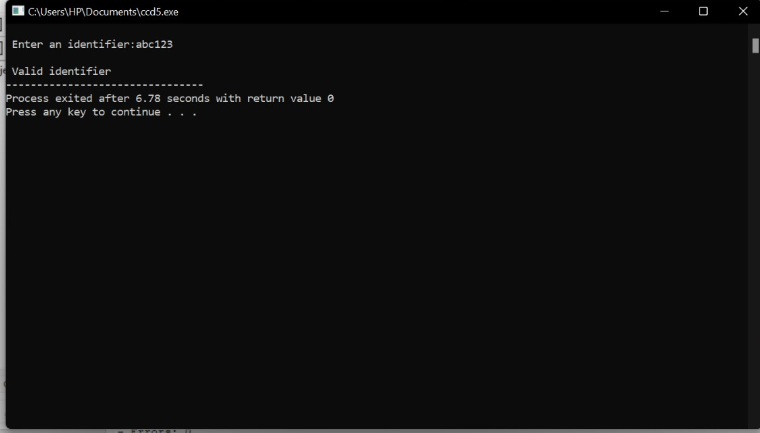 C:\Users\HP\Documents\ccd5.exe
Enter an identifier:abc123
Valid identifier
--------------------------------
Process exited after 6.78 seconds with return value 0
Press any key to continue . . .